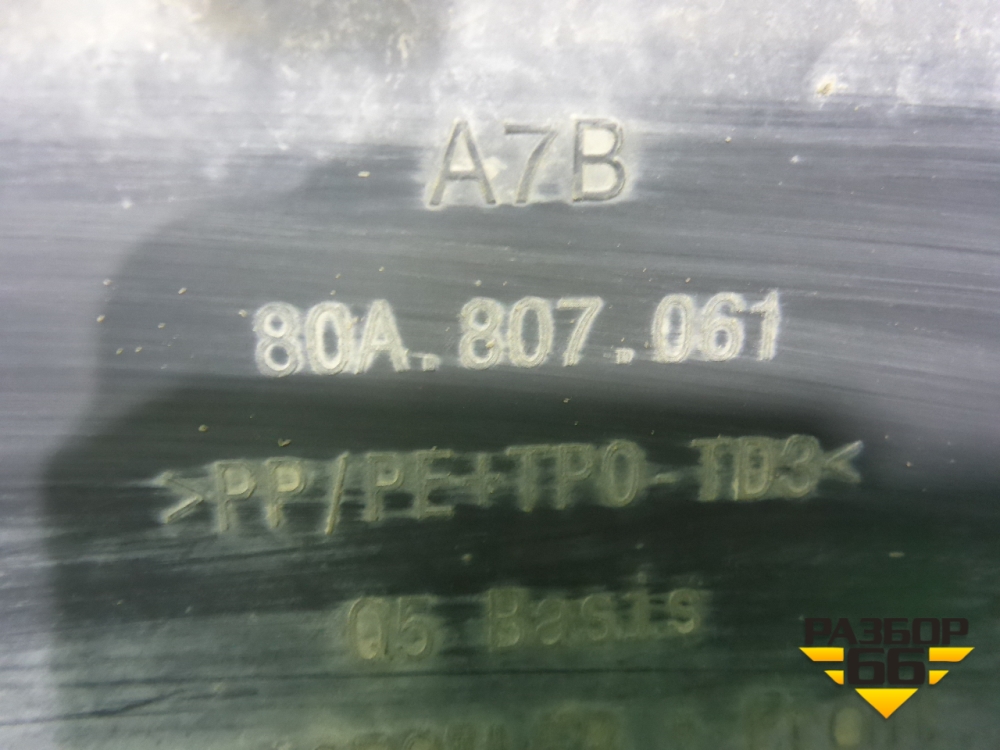 A7B
80A.807.061
>PP/PE+TPO-TD3<
Q5 Basis
РАЗБОР
66